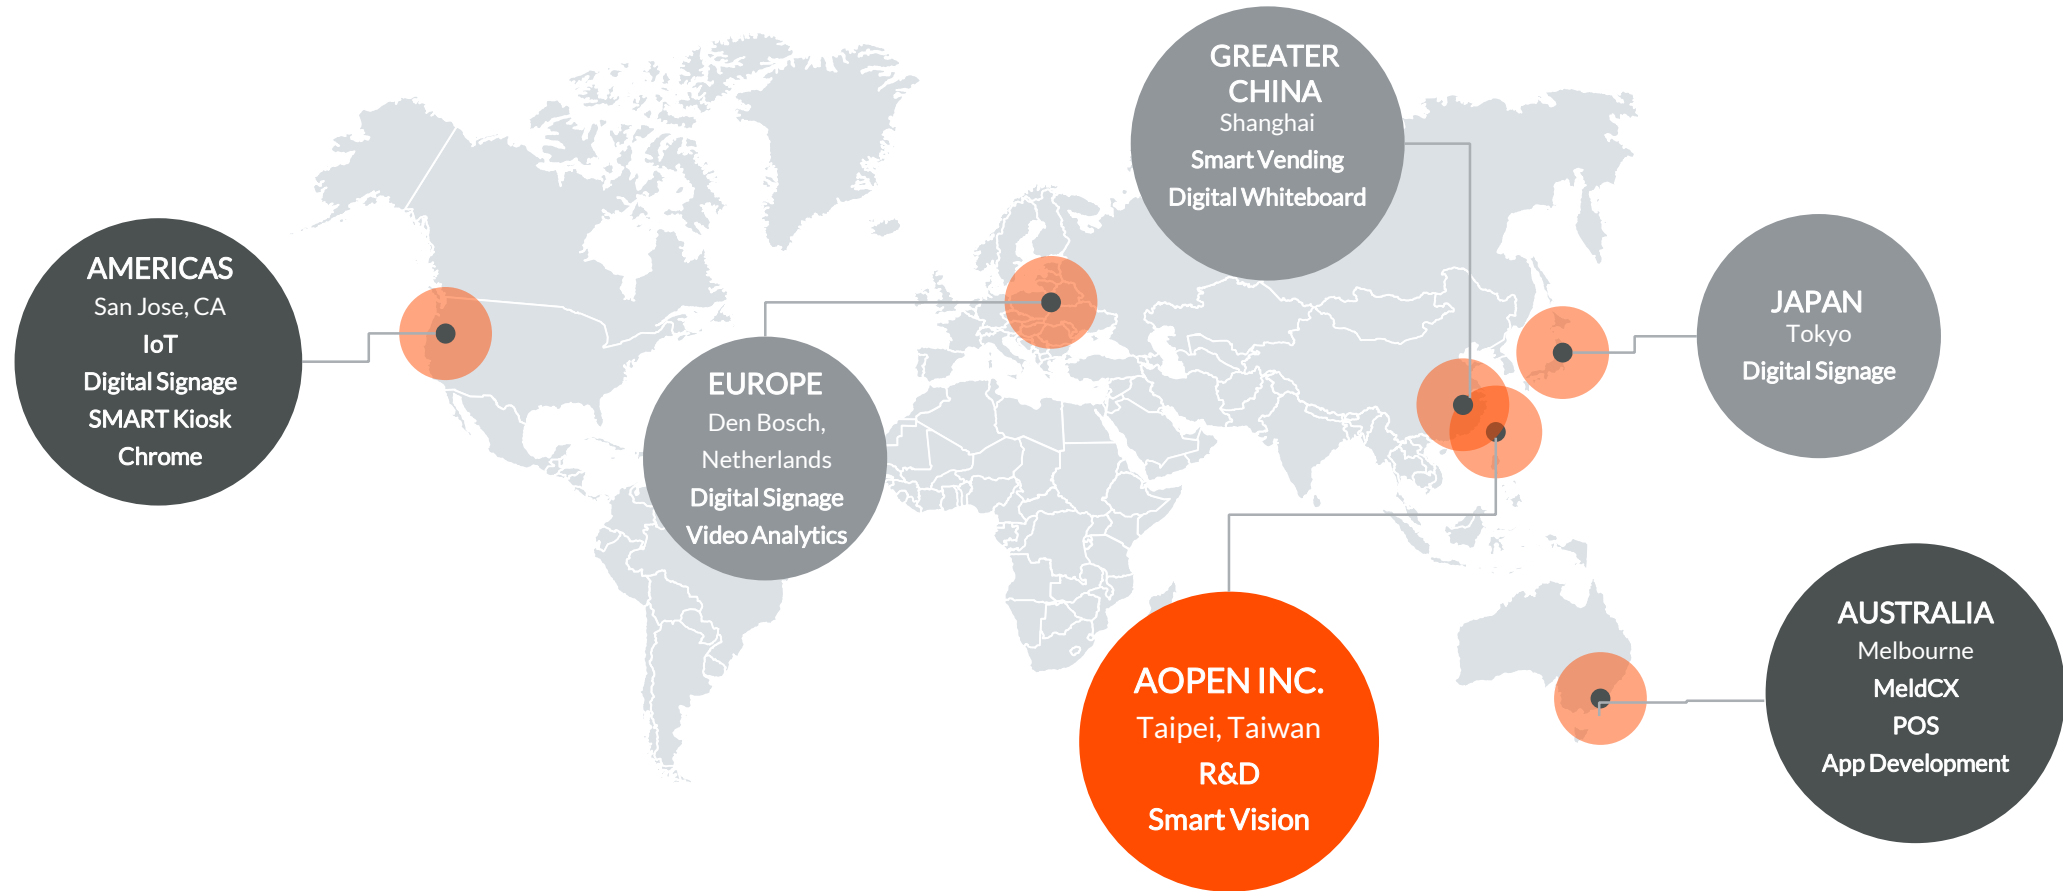 GREATER
CHINA
Shanghai
Smart Vending
Digital Whiteboard
AMERICAS
San Jose, CA
IoT
Digital Signage
SMART Kiosk
Chrome
JAPAN
Tokyo
Digital Signage
EUROPE
Den Bosch,
Netherlands
Digital Signage
Video Analytics
AUSTRALIA
Melbourne
MeldCX
POS
App Development
AOPEN INC.
Taipei, Taiwan
R&D
Smart Vision